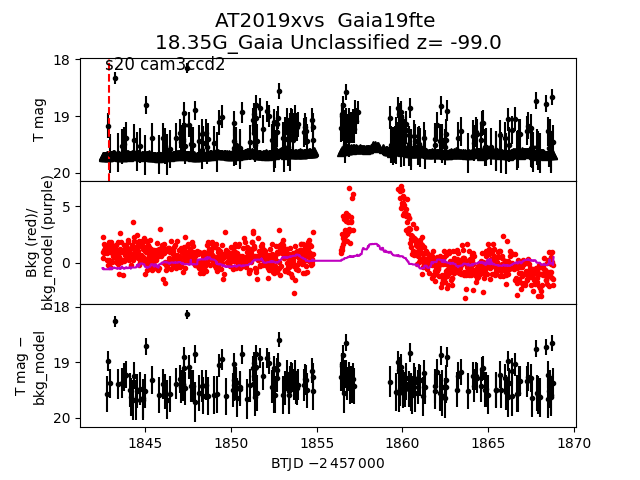 AT2019xvs  Gaia19fte
18.35G_Gaia Unclassified z= -99.0
s20 cam3ccd2
18
19
20
T mag
5
0
Bkg (red)/
bkg_model (purple)
18
19
20
T mag −
bkg_model
1845 1850 1855 1860 1865 1870
BTJD −2 457 000